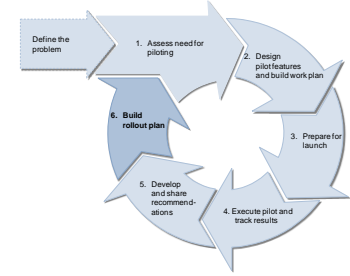 Define the
problem
1. Assess need for
piloting
2. Design
pilot features
and build work plan
3. Prepare for
launch
4. Execute pilot and
track results
5. Develop
and share
recommend-
ations
6. Build
rollout plan